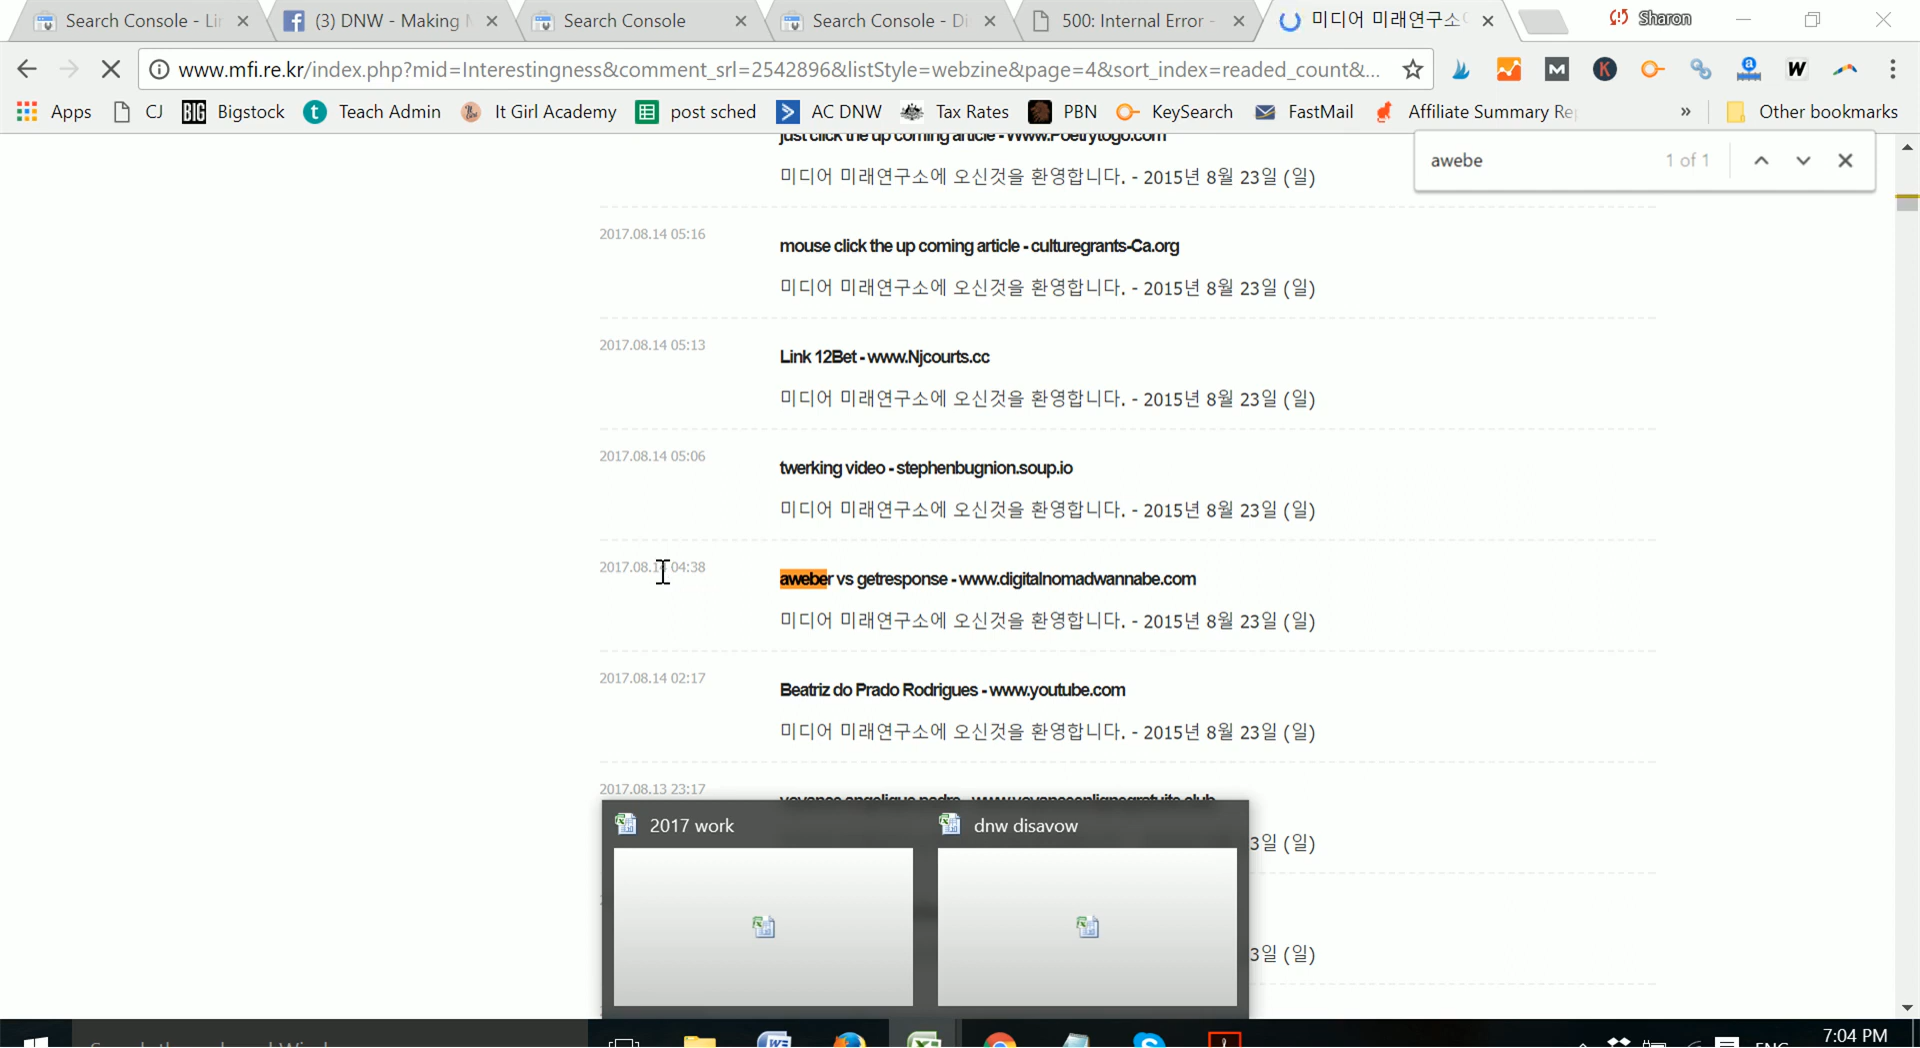 Search Console - Li
(3) DNW - Making
Search Console
Search Console - Di
500: Internal Error -
미디어 미래연구소
Sharon
www.mfi.re.kr/index.php?mid=Interestingness&comment_srl=2542896&listStyle=webzine&page=4&sort_index=readed_count&...
Apps
CJ
BIG Bigstock
t Teach Admin
It Girl Academy
post sched
AC DNW
Tax Rates
PBN
KeySearch
FastMail
Affiliate Summary Re
»
Other bookmarks
awebe
1 of 1
just click the up coming article - Www.Poetrytogo.com
미디어 미래연구소에 오신것을 환영합니다. - 2015년 8월 23일 (일)
2017.08.14 05:16
mouse click the up coming article - culturegrants-Ca.org
미디어 미래연구소에 오신것을 환영합니다. - 2015년 8월 23일 (일)
2017.08.14 05:13
Link 12Bet - www.Njcourts.cc
미디어 미래연구소에 오신것을 환영합니다. - 2015년 8월 23일 (일)
2017.08.14 05:06
twerking video - stephenbugnion.soup.io
미디어 미래연구소에 오신것을 환영합니다. - 2015년 8월 23일 (일)
2017.08.14 04:38
aweber vs getresponse - www.digitalnomadwannabe.com
미디어 미래연구소에 오신것을 환영합니다. - 2015년 8월 23일 (일)
2017.08.14 02:17
Beatriz do Prado Rodrigues - www.youtube.com
미디어 미래연구소에 오신것을 환영합니다. - 2015년 8월 23일 (일)
2017.08.13 23:17
2017 work
dnw disavow
3일 (일)
3일 (일)
7:04 PM